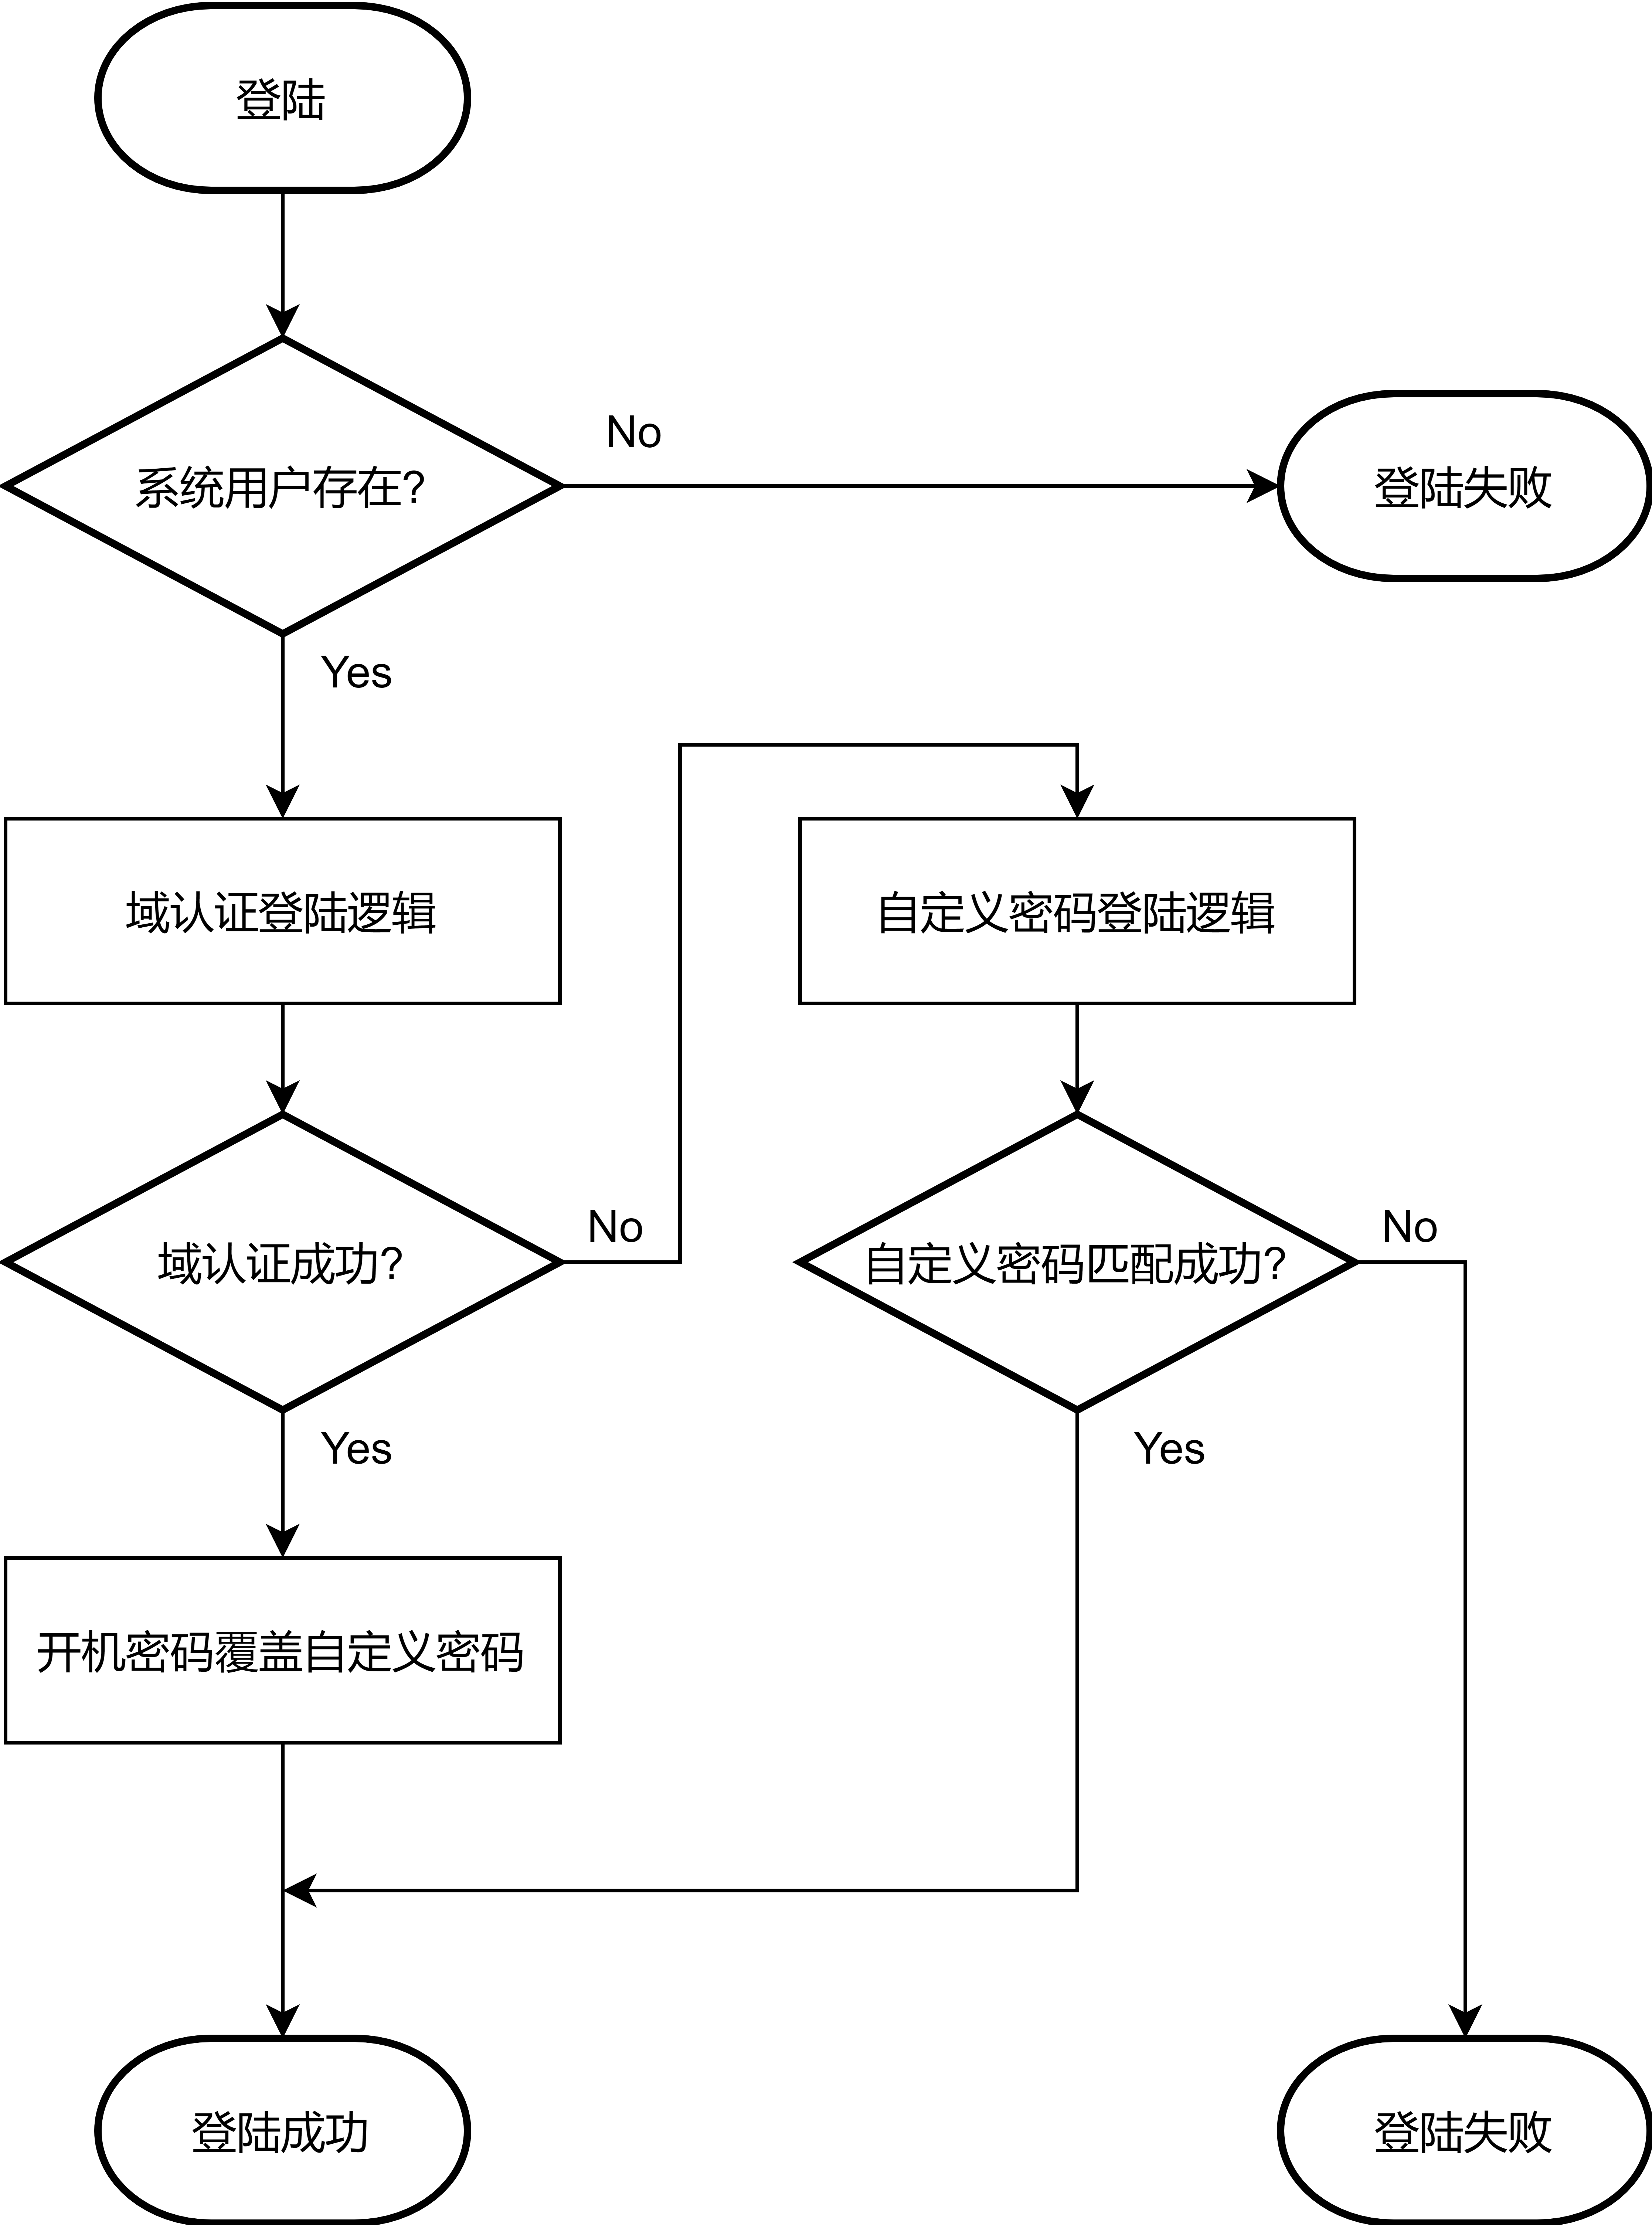 登陆
No
系统用户存在?
登陆失败
Yes
域认证登陆逻辑
自定义密码登陆逻辑
No
No
域认证成功?
自定义密码匹配成功?
Yes
Yes
开机密码覆盖自定义密码
登陆成功
登陆失败